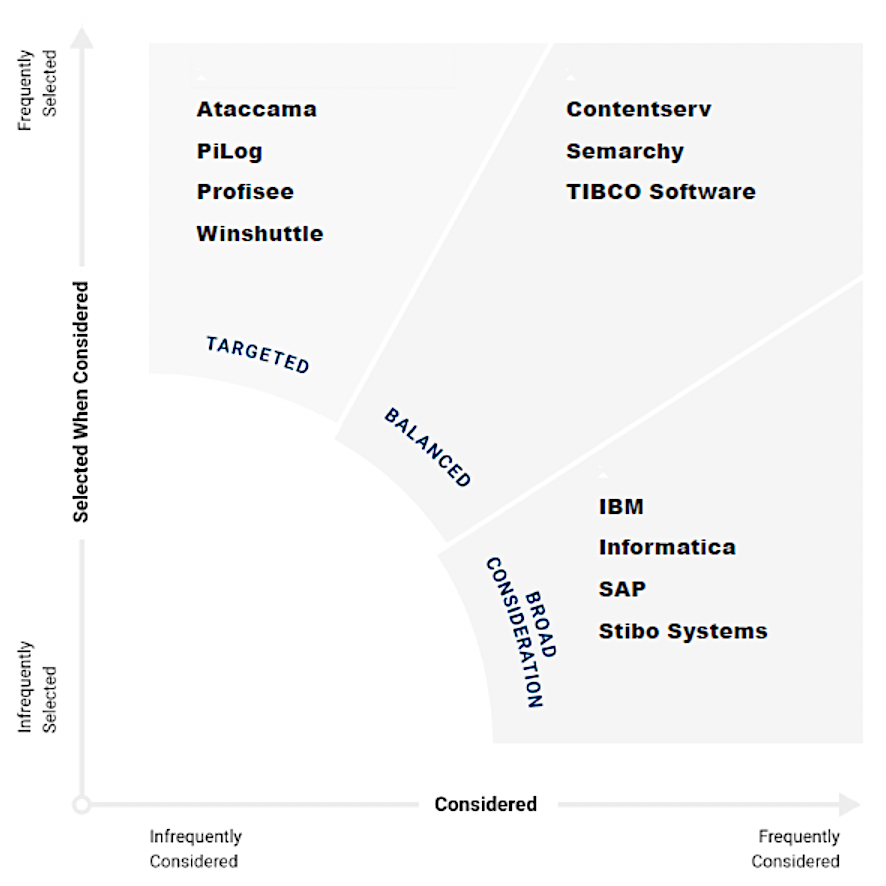 Frequently
Selected
Ataccama
PiLog
Profisee
Winshuttle
TARGETED
Contentserv
Semarchy
TIBCO Software
BALANCED
Selected When Considered
IBM
Informatica
SAP
Stibo Systems
BROAD
CONSIDERATION
Infrequently
Selected
Considered
Infrequently
Considered
Frequently
Considered